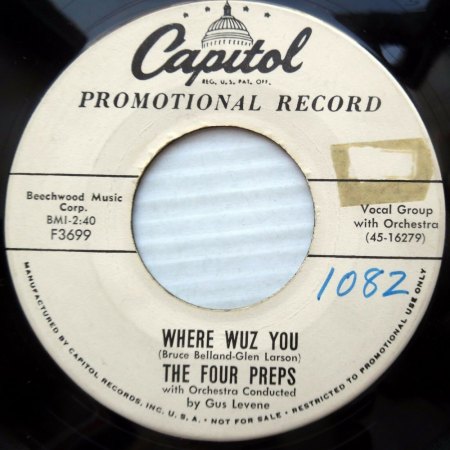 Capitol
REG. U.S. PAT. OFF.
PROMOTIONAL RECORD
Beechwood Music
Corp.
BMI-2:40
F3699
Vocal Group
with Orchestra
(45-16279)
1082
WHERE WUZ YOU
(Bruce Belland-Glen Larson)
THE FOUR PREPS
with Orchestra Conducted
by Gus Levene
MANUFACTURED BY CAPITOL RECORDS, INC. U.S.A. • NOT FOR SALE • RESTRICTED TO PROMOTIONAL USE ONLY